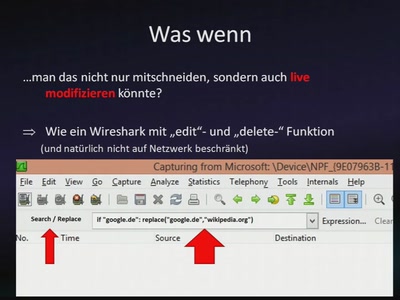 Was wenn
…man das nicht nur mitschneiden, sondern auch live
modifizieren könnte?
⇒ Wie ein Wireshark mit „edit“- und „delete-“ Funktion
(und natürlich nicht auf Netzwerk beschränkt)
Capturing from Microsoft: \Device\NPF_{9E07963B-11
File Edit View Go Capture Analyze Statistics Telephony Tools Internals Help
Search / Replace if "google.de": replace("google.de","wikipedia.org") Expression... Clea
No. Time Source Destination